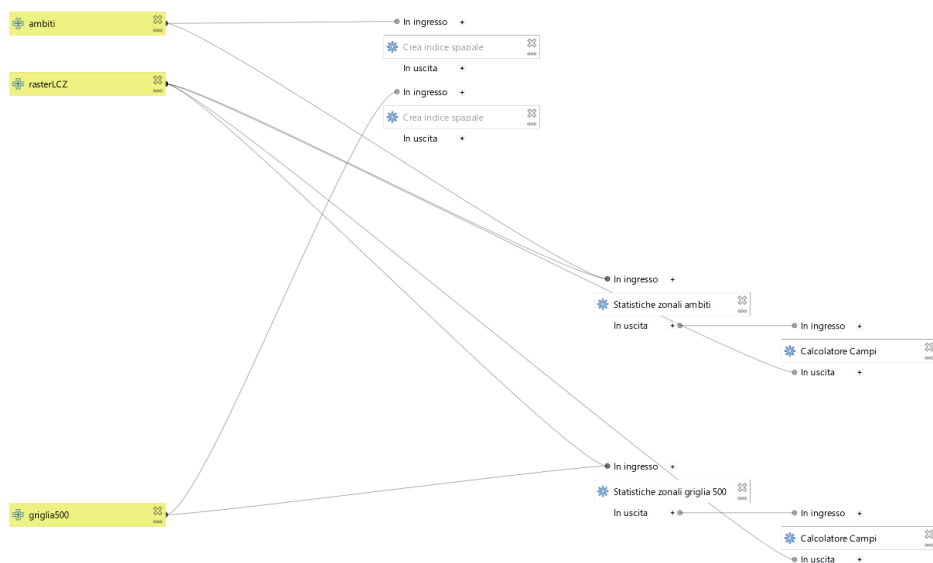 ambiti
In ingresso +
Crea indice spaziale
In uscita +
rasterLCZ
In ingresso +
Crea indice spaziale
In uscita +
In ingresso +
Statistiche zonali ambiti
In uscita +
In ingresso +
Calcolatore Campi
In uscita +
In ingresso +
Statistiche zonali griglia 500
In uscita +
griglia500
In ingresso +
Calcolatore Campi
In uscita +